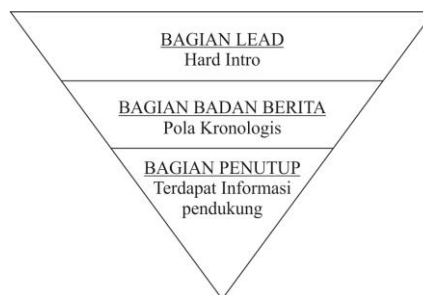 BAGIAN LEAD
Hard Intro
BAGIAN BADAN BERITA
Pola Kronologis
BAGIAN PENUTUP
Terdapat Informasi
pendukung